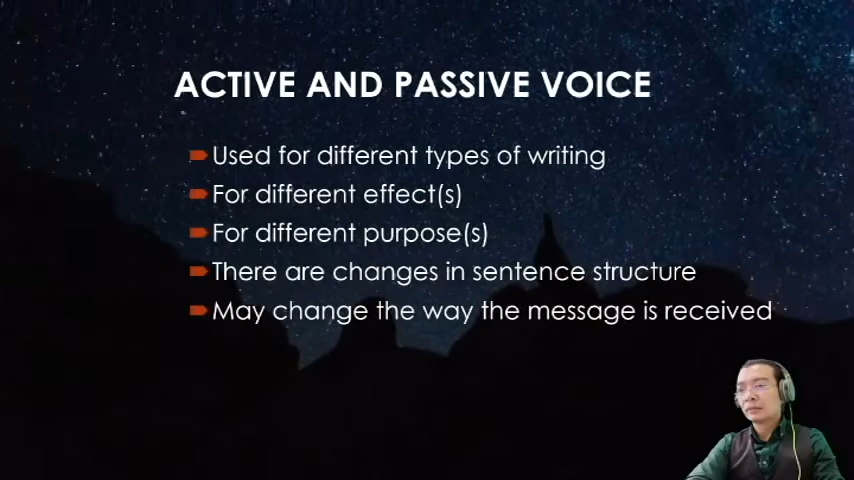 ACTIVE AND PASSIVE VOICE
Used for different types of writing
For different effect(s)
For different purpose(s)
There are changes in sentence structure
May change the way the message is received